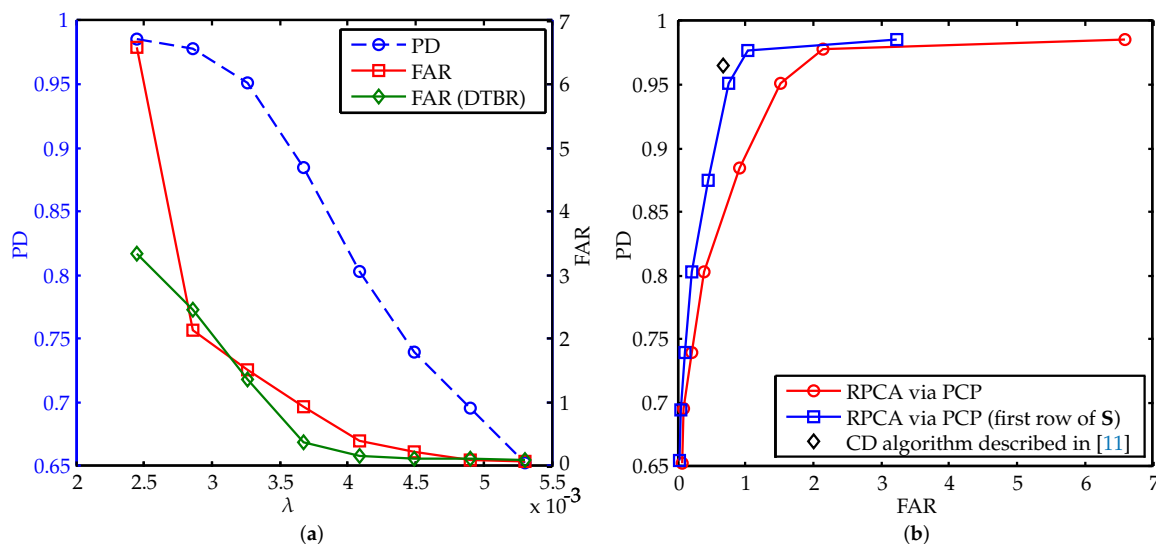 PD
FAR
FAR (DTBR)
1
0.95
0.9
0.85
0.8
0.75
0.7
0.65
PD
7
6
5
4
3
2
1
0
FAR
2
2.5
3
3.5
4
4.5
5
5.5
x 10⁻³
λ
(a)
1
0.95
0.9
0.85
0.8
0.75
0.7
0.65
PD
RPCA via PCP
RPCA via PCP (first row of S)
CD algorithm described in [11]
0
1
2
3
4
5
6
7
FAR
(b)